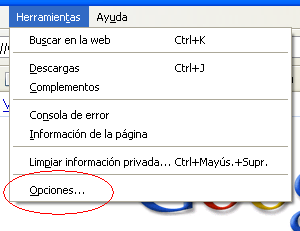 Herramientas Ayuda
Buscar en la web Ctrl+K
Descargas Ctrl+J
Complementos
Consola de error
Información de la página
Limpiar información privada... Ctrl+Mayús.+Supr.
Opciones...